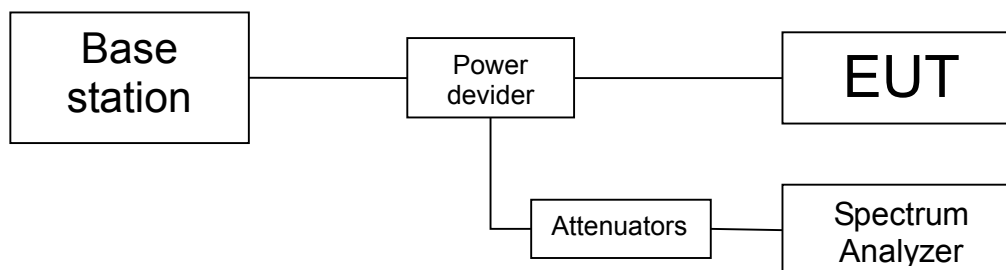 Base
station
Power
devider
EUT
Attenuators
Spectrum
Analyzer